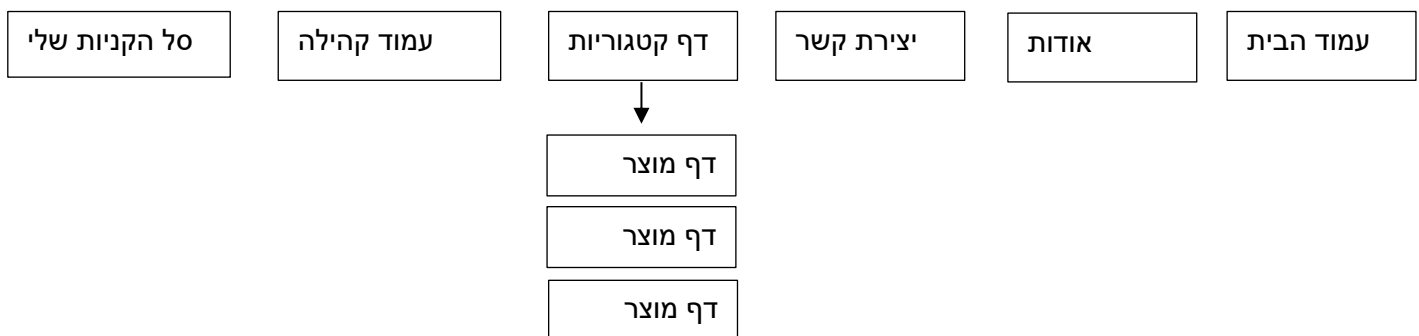 עמוד הבית
אודות
יצירת קשר
דף קטגוריות
עמוד קהילה
סל הקניות שלי
דף מוצר
דף מוצר
דף מוצר